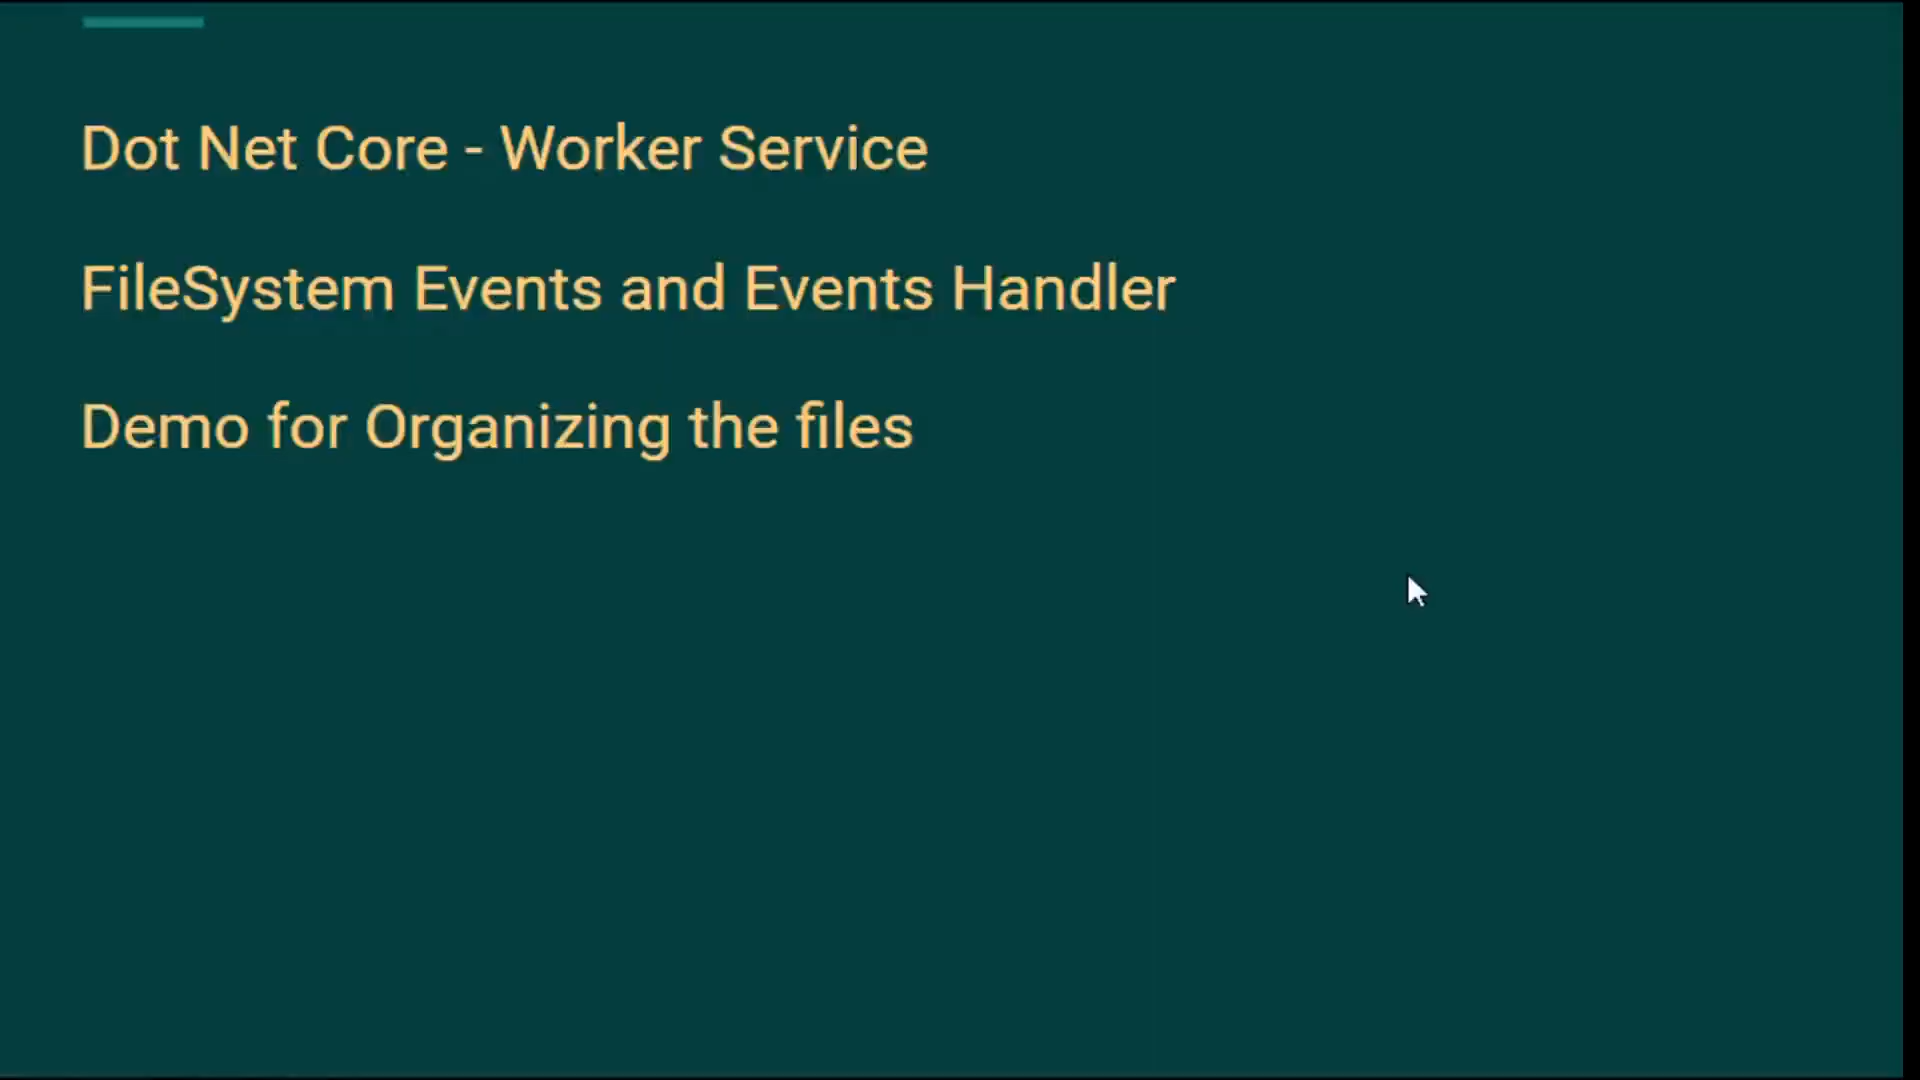 Dot Net Core - Worker Service
FileSystem Events and Events Handler
Demo for Organizing the files